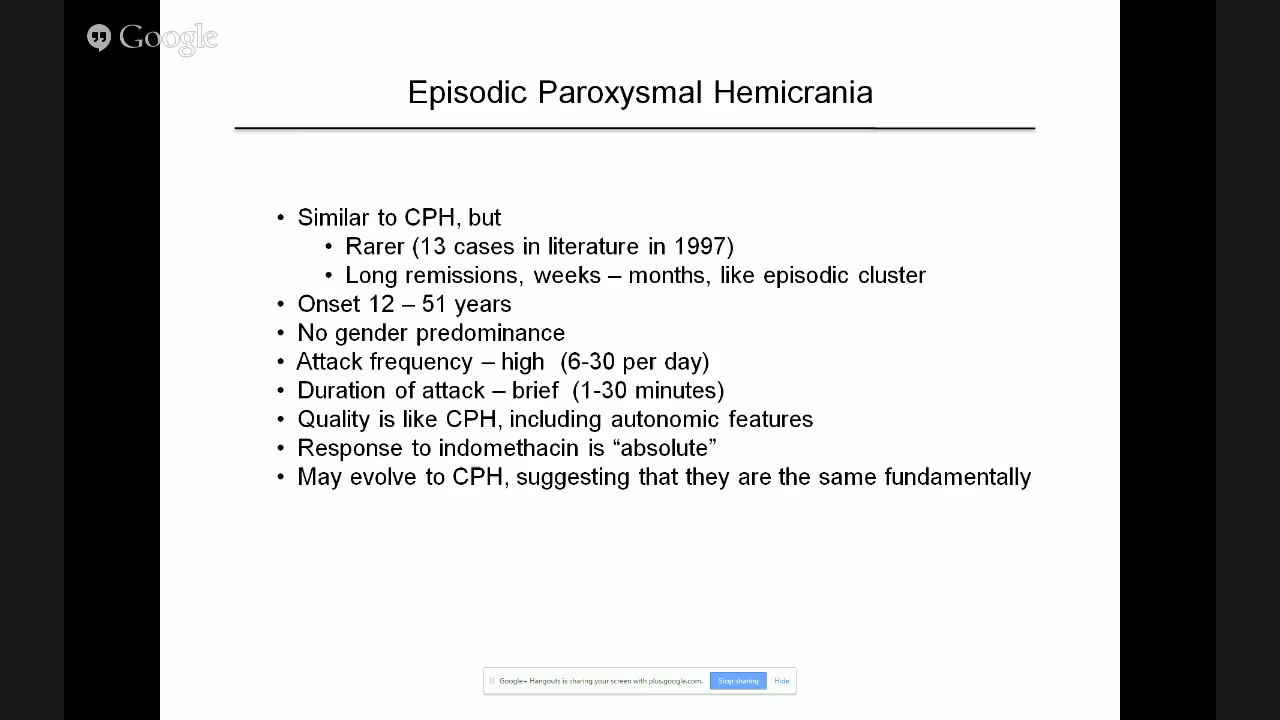 Google
Episodic Paroxysmal Hemicrania
• Similar to CPH, but
• Rarer (13 cases in literature in 1997)
• Long remissions, weeks – months, like episodic cluster
• Onset 12 – 51 years
• No gender predominance
• Attack frequency – high (6-30 per day)
• Duration of attack – brief (1-30 minutes)
• Quality is like CPH, including autonomic features
• Response to indomethacin is “absolute”
• May evolve to CPH, suggesting that they are the same fundamentally
Google+ Hangouts is sharing your screen with plus.google.com. Stop sharing Hide